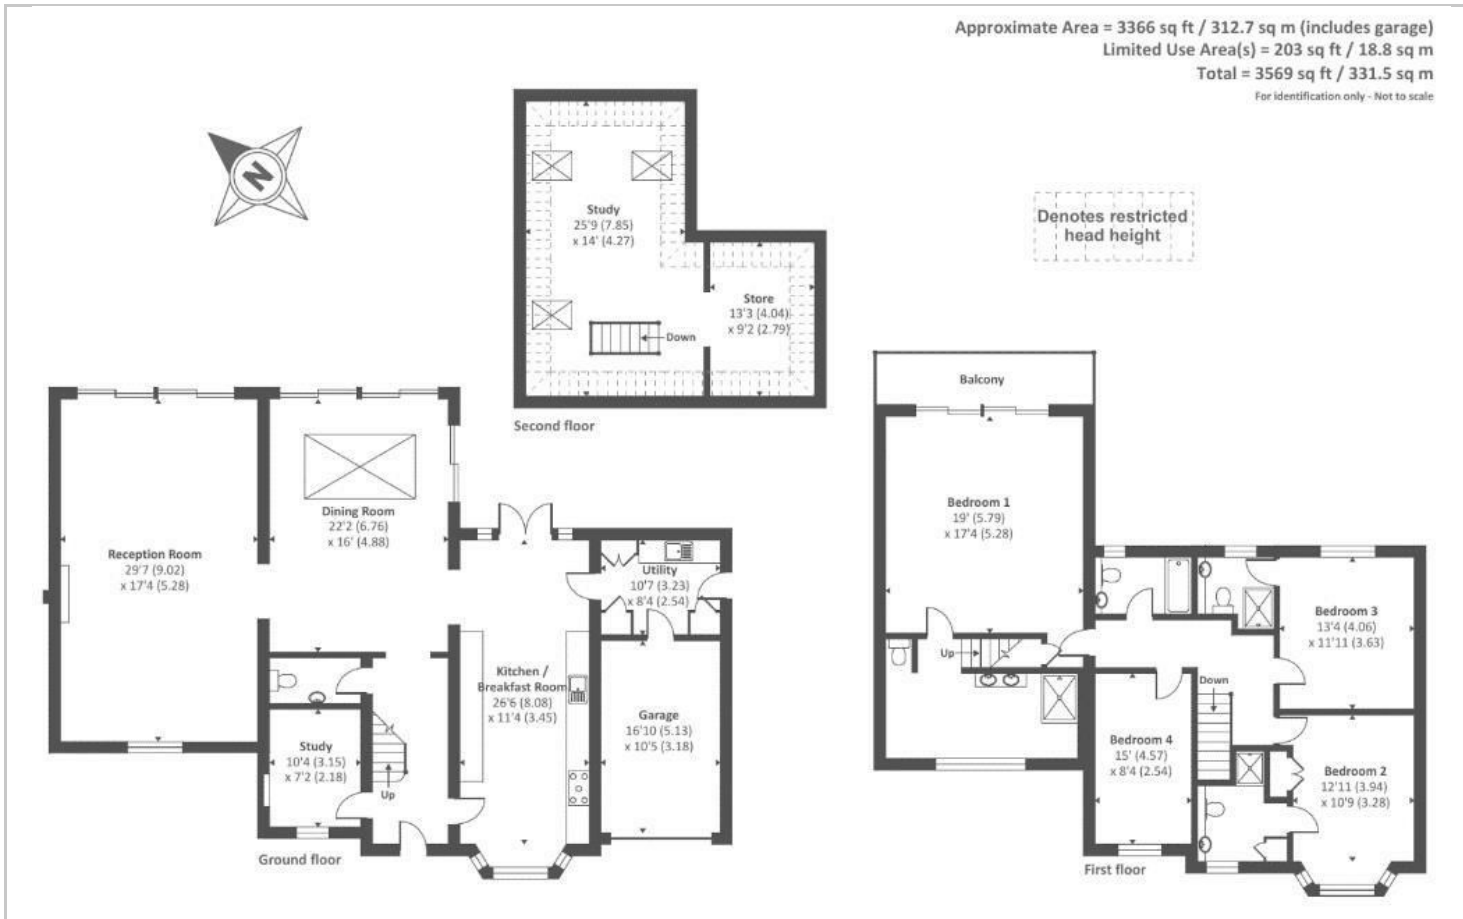 Approximate Area = 3366 sq ft / 312.7 sq m (includes garage)
Limited Use Area(s) = 203 sq ft / 18.8 sq m
Total = 3569 sq ft / 331.5 sq m
For identification only - Not to scale
N
Denotes restricted
head height
Study
25'9 (7.85)
x 14' (4.27)
Store
13'3 (4.04)
x 9'2 (2.79)
Down
Second floor
Reception Room
29'7 (9.02)
x 17'4 (5.28)
Dining Room
22'2 (6.76)
x 16' (4.88)
Utility
10'7 (3.23)
x 8'4 (2.54)
Kitchen /
Breakfast Room
26'6 (8.08)
x 11'4 (3.45)
Garage
16'10 (5.13)
x 10'5 (3.18)
Study
10'4 (3.15)
x 7'2 (2.18)
Up
Ground floor
Balcony
Bedroom 1
19' (5.79)
x 17'4 (5.28)
Up
Bedroom 3
13'4 (4.06)
x 11'11 (3.63)
Down
Bedroom 4
15' (4.57)
x 8'4 (2.54)
Bedroom 2
12'11 (3.94)
x 10'9 (3.28)
First floor